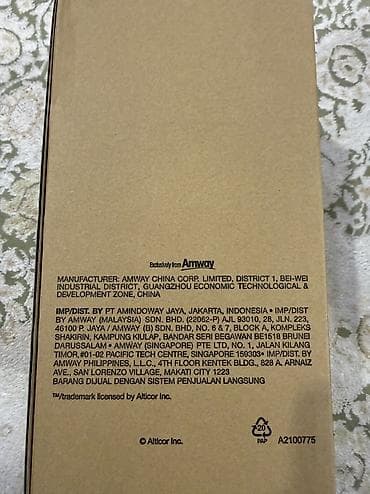 Exclusively from Amway
MANUFACTURER: AMWAY CHINA CORP. LIMITED, DISTRICT 1, BEI-WEI
INDUSTRIAL DISTRICT, GUANGZHOU ECONOMIC TECHNOLOGICAL &
DEVELOPMENT ZONE, CHINA
IMP/DIST. BY PT AMINDOWAY JAYA, JAKARTA, INDONESIA • IMP/DIST
BY AMWAY (MALAYSIA) SDN. BHD. (22062-P) AJL 93010, 28, JLN. 223,
46100 P. JAYA / AMWAY (B) SDN BHD, NO. 6 & 7, BLOCK A, KOMPLEKS
SHAKIRIN, KAMPUNG KIULAP, BANDAR SERI BEGAWAN BE1518 BRUNEI
DARUSSALAM • AMWAY (SINGAPORE) PTE LTD, NO. 1, JALAN KILANG
TIMOR, #01-02 PACIFIC TECH CENTRE, SINGAPORE 159303• IMP/DIST. BY
AMWAY PHILIPPINES, L.L.C., 4TH FLOOR KENTEK BLDG., 828 A. ARNAIZ
AVE., SAN LORENZO VILLAGE, MAKATI CITY 1223
BARANG DIJUAL DENGAN SISTEM PENJUALAN LANGSUNG
™/trademark licensed by Alticor Inc.
© Alticor Inc.
20
PAP
A2100775